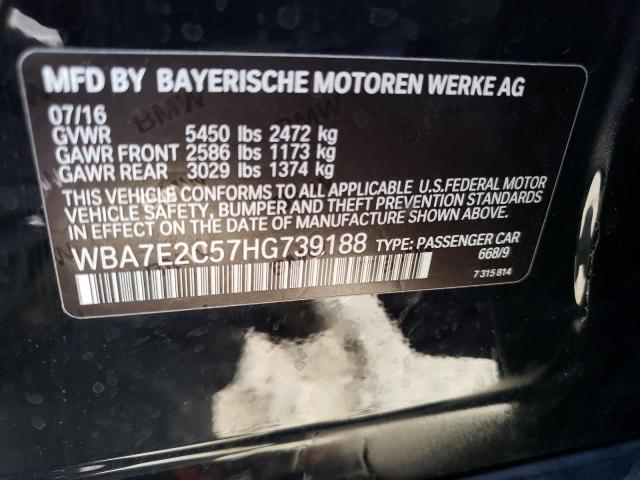 MFD BY BAYERISCHE MOTOREN WERKE AG
07/16
GVWR 5450 lbs 2472 kg
GAWR FRONT 2586 lbs 1173 kg
GAWR REAR 3029 lbs 1374 kg
THIS VEHICLE CONFORMS TO ALL APPLICABLE U.S.FEDERAL MOTOR
VEHICLE SAFETY, BUMPER AND THEFT PREVENTION STANDARDS
IN EFFECT ON THE DATE OF MANUFACTURE SHOWN ABOVE.
WBA7E2C57HG739188 TYPE: PASSENGER CAR
668/9
7 315 814